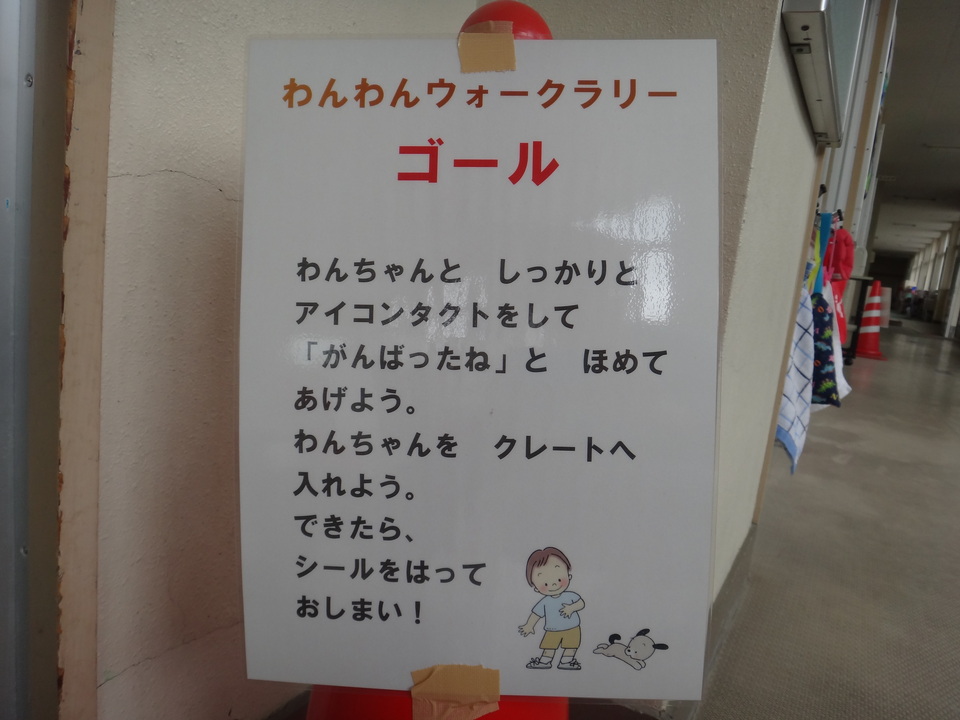 わんわんウォークラリー
ゴール
わんちゃんと　しっかりと
アイコンタクトをして
「がんばったね」と　ほめて
あげよう。
わんちゃんを　クレートへ
入れよう。
できたら、
シールをはって
おしまい！